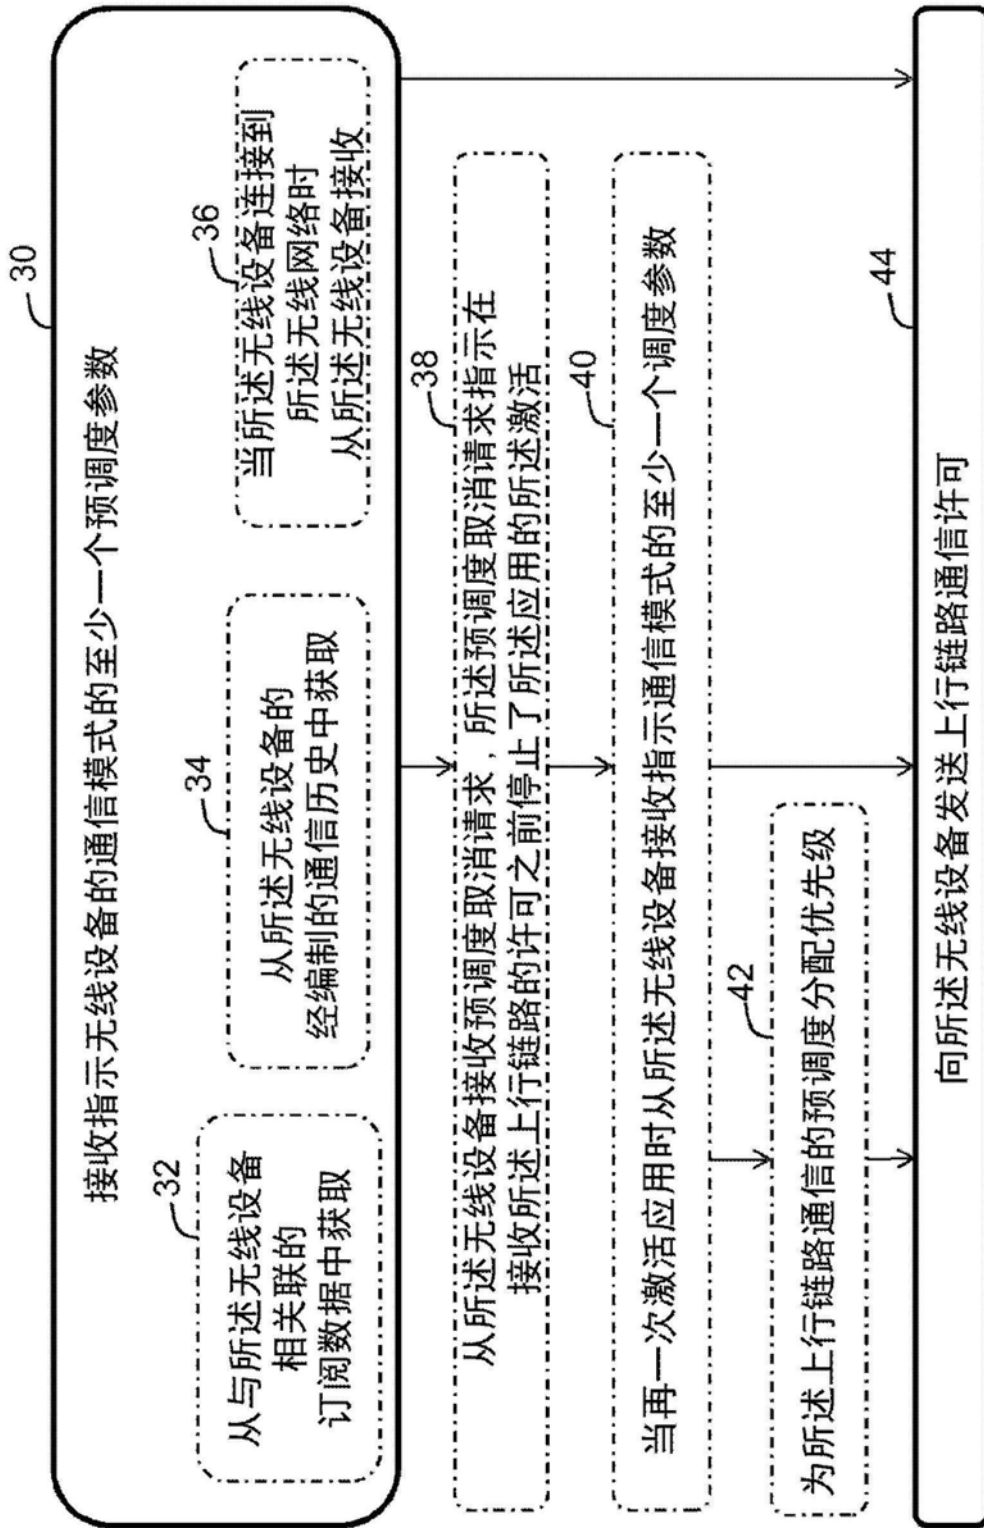 30
接收指示无线设备的通信模式的至少一个预调度参数
32
从与所述无线设备
相关联的
订阅数据中获取
34
从所述无线设备的
经编制的通信历史中获取
36
当所述无线设备连接到
所述无线网络时
从所述无线设备接收
38
从所述无线设备接收预调度取消请求，所述预调度取消请求指示在
接收所述上行链路的许可之前停止了所述应用的所述激活
40
当再一次激活应用时从所述无线设备接收指示通信模式的至少一个调度参数
42
为所述上行链路通信的预调度分配优先级
44
向所述无线设备发送上行链路通信许可